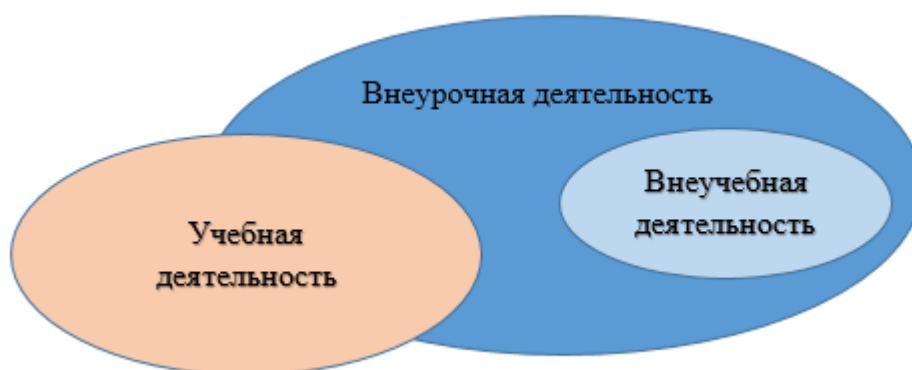 Внеурочная деятельность
Внеучебная
деятельность
Учебная
деятельность